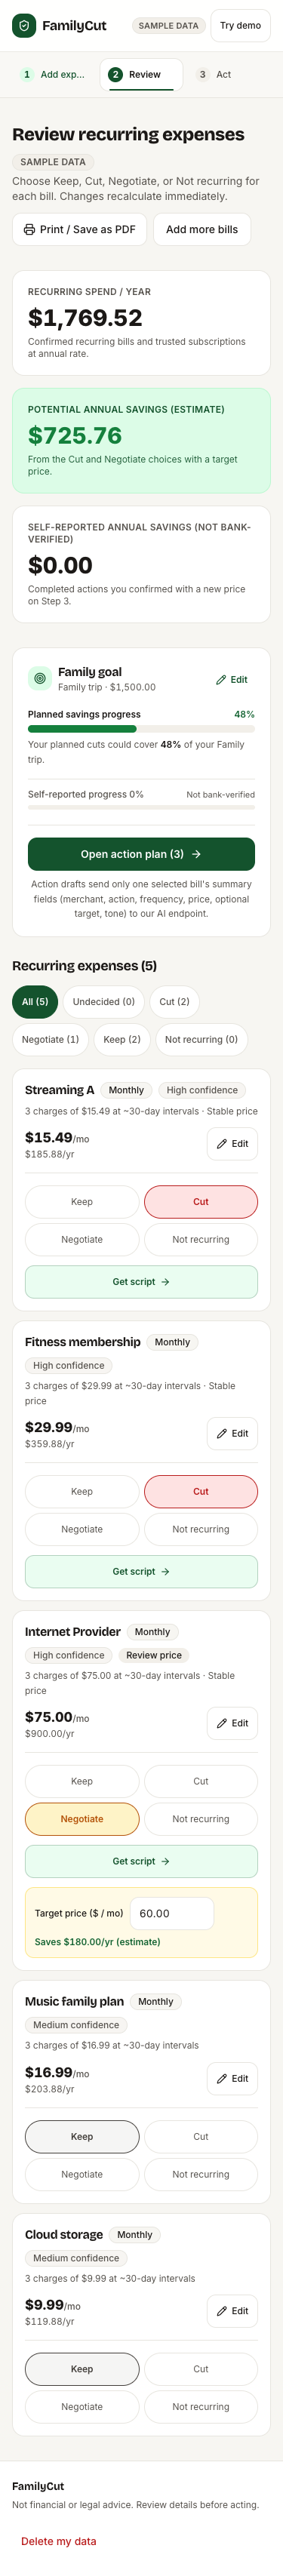 FamilyCut
SAMPLE DATA
Try demo
1 Add exp...
2 Review
3 Act
Review recurring expenses
SAMPLE DATA
Choose Keep, Cut, Negotiate, or Not recurring for
each bill. Changes recalculate immediately.
Print / Save as PDF
Add more bills
RECURRING SPEND / YEAR
$1,769.52
Confirmed recurring bills and trusted subscriptions
at annual rate.
POTENTIAL ANNUAL SAVINGS (ESTIMATE)
$725.76
From the Cut and Negotiate choices with a target
price.
SELF-REPORTED ANNUAL SAVINGS (NOT BANK-
VERIFIED)
$0.00
Completed actions you confirmed with a new price
on Step 3.
Family goal
Family trip · $1,500.00
Edit
Planned savings progress 48%
Your planned cuts could cover 48% of your Family
trip.
Self-reported progress 0% Not bank-verified
Open action plan (3) →
Action drafts send only one selected bill's summary
fields (merchant, action, frequency, price, optional
target, tone) to our AI endpoint.
Recurring expenses (5)
All (5) Undecided (0) Cut (2)
Negotiate (1) Keep (2) Not recurring (0)
Streaming A Monthly High confidence
3 charges of $15.49 at ~30-day intervals · Stable price
$15.49/mo
$185.88/yr
Edit
Keep Cut
Negotiate Not recurring
Get script →
Fitness membership Monthly
High confidence
3 charges of $29.99 at ~30-day intervals · Stable
price
$29.99/mo
$359.88/yr
Edit
Keep Cut
Negotiate Not recurring
Get script →
Internet Provider Monthly
High confidence Review price
3 charges of $75.00 at ~30-day intervals · Stable
price
$75.00/mo
$900.00/yr
Edit
Keep Cut
Negotiate Not recurring
Get script →
Target price ($ / mo) 60.00
Saves $180.00/yr (estimate)
Music family plan Monthly
Medium confidence
3 charges of $16.99 at ~30-day intervals
$16.99/mo
$203.88/yr
Edit
Keep Cut
Negotiate Not recurring
Cloud storage Monthly
Medium confidence
3 charges of $9.99 at ~30-day intervals
$9.99/mo
$119.88/yr
Edit
Keep Cut
Negotiate Not recurring
FamilyCut
Not financial or legal advice. Review details before acting.
Delete my data